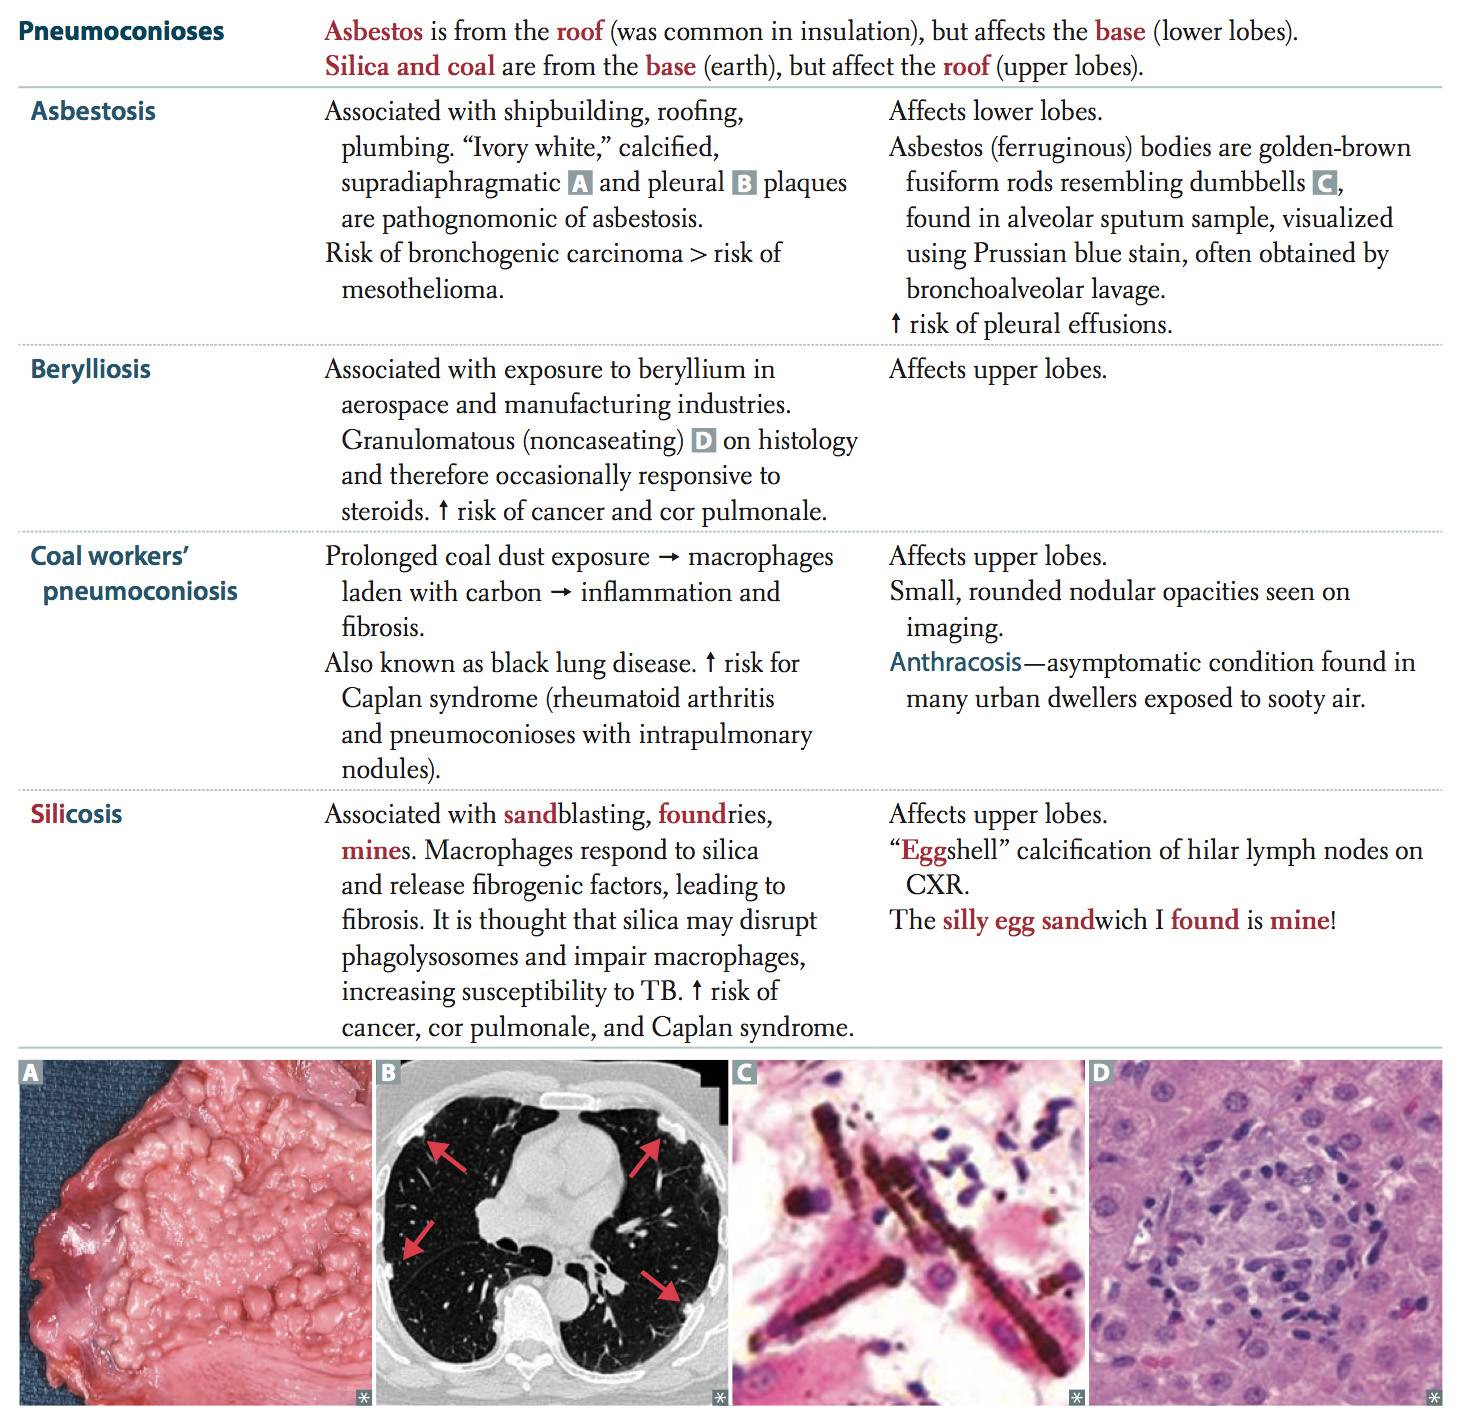 Pneumoconioses
Asbestos is from the roof (was common in insulation), but affects the base (lower lobes).
Silica and coal are from the base (earth), but affect the roof (upper lobes).
Asbestosis
Associated with shipbuilding, roofing,
plumbing. “Ivory white,” calcified,
supradiaphragmatic A and pleural B plaques
are pathognomonic of asbestosis.
Risk of bronchogenic carcinoma > risk of
mesothelioma.
Affects lower lobes.
Asbestos (ferruginous) bodies are golden-brown
fusiform rods resembling dumbbells C,
found in alveolar sputum sample, visualized
using Prussian blue stain, often obtained by
bronchoalveolar lavage.
↑ risk of pleural effusions.
Berylliosis
Associated with exposure to beryllium in
aerospace and manufacturing industries.
Granulomatous (noncaseating) D on histology
and therefore occasionally responsive to
steroids. ↑ risk of cancer and cor pulmonale.
Affects upper lobes.
Coal workers’
pneumoconiosis
Prolonged coal dust exposure → macrophages
laden with carbon → inflammation and
fibrosis.
Also known as black lung disease. ↑ risk for
Caplan syndrome (rheumatoid arthritis
and pneumoconioses with intrapulmonary
nodules).
Affects upper lobes.
Small, rounded nodular opacities seen on
imaging.
Anthracosis—asymptomatic condition found in
many urban dwellers exposed to sooty air.
Silicosis
Associated with sandblasting, foundries,
mines. Macrophages respond to silica
and release fibrogenic factors, leading to
fibrosis. It is thought that silica may disrupt
phagolysosomes and impair macrophages,
increasing susceptibility to TB. ↑ risk of
cancer, cor pulmonale, and Caplan syndrome.
Affects upper lobes.
“Eggshell” calcification of hilar lymph nodes on
CXR.
The silly egg sandwich I found is mine!
A
B
C
D